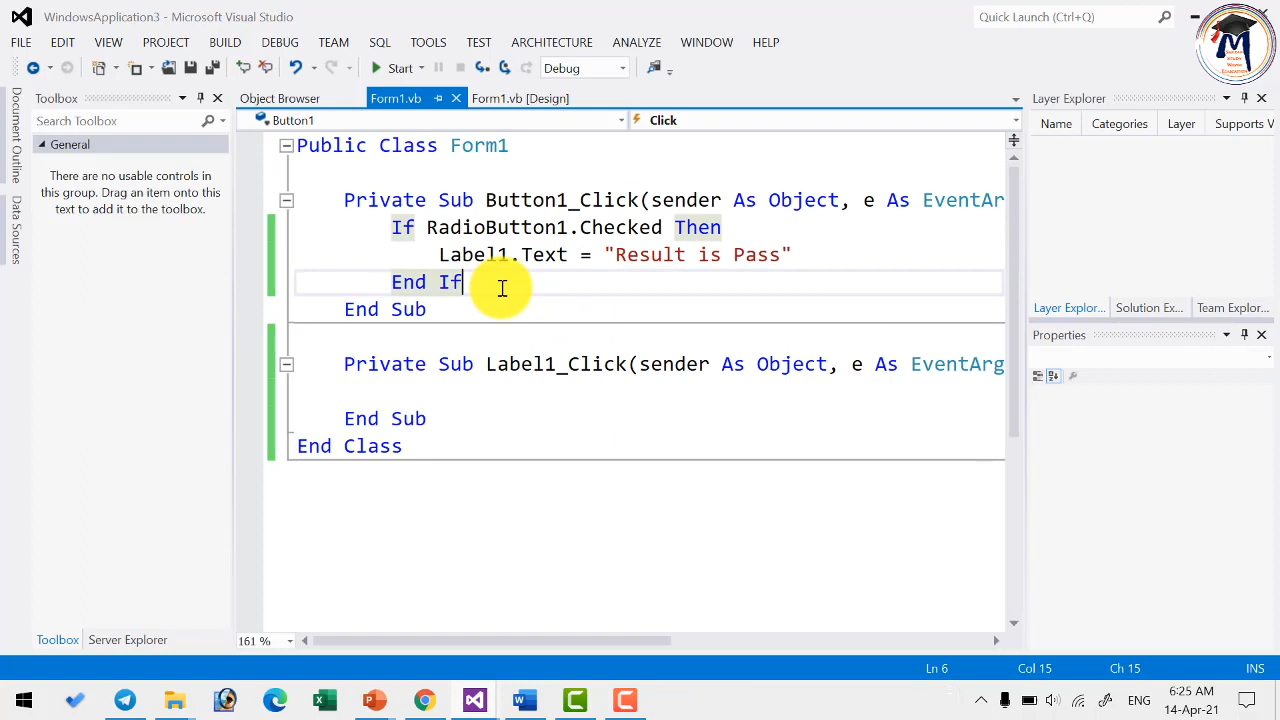 WindowsApplication3 - Microsoft Visual Studio
Quick Launch (Ctrl+Q)
FILE EDIT VIEW PROJECT BUILD DEBUG TEAM SQL TOOLS TEST ARCHITECTURE ANALYZE WINDOW HELP
Start Debug
Document Outline
Data Sources
Toolbox
Search Toolbox
General
There are no usable controls in
this group. Drag an item onto this
text to add it to the toolbox.
Toolbox Server Explorer
Object Browser Form1.vb Form1.vb [Design]
Button1 Click
Public Class Form1
Private Sub Button1_Click(sender As Object, e As EventAr
If RadioButton1.Checked Then
Label1.Text = "Result is Pass"
End If
End Sub
Private Sub Label1_Click(sender As Object, e As EventArg
End Sub
End Class
161 %
Layer Explorer
Name Categories Layer Supports V
Layer Explor... Solution Ex... Team Explor...
Properties
Ln 6 Col 15 Ch 15 INS
ENG
6:25 AM
14-Apr-21